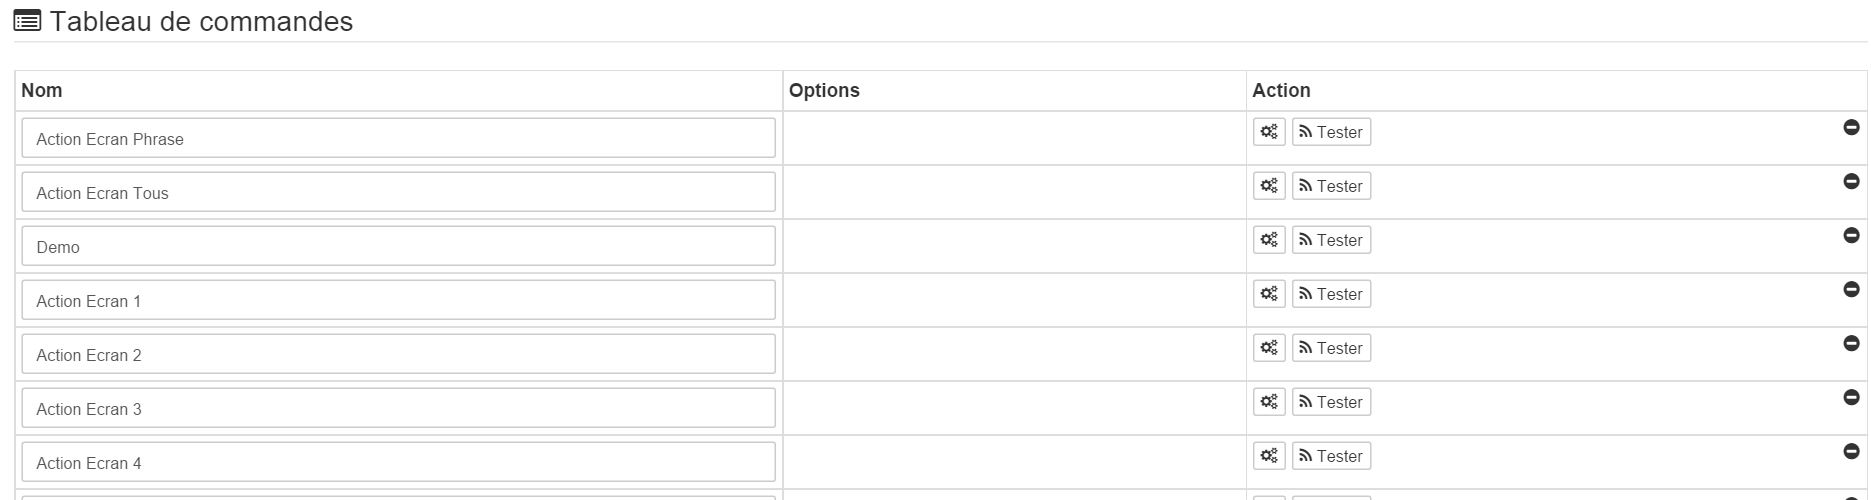 Tableau de commandes
Nom Options Action
Action Ecran Phrase Tester
Action Ecran Tous Tester
Demo Tester
Action Ecran 1 Tester
Action Ecran 2 Tester
Action Ecran 3 Tester
Action Ecran 4 Tester